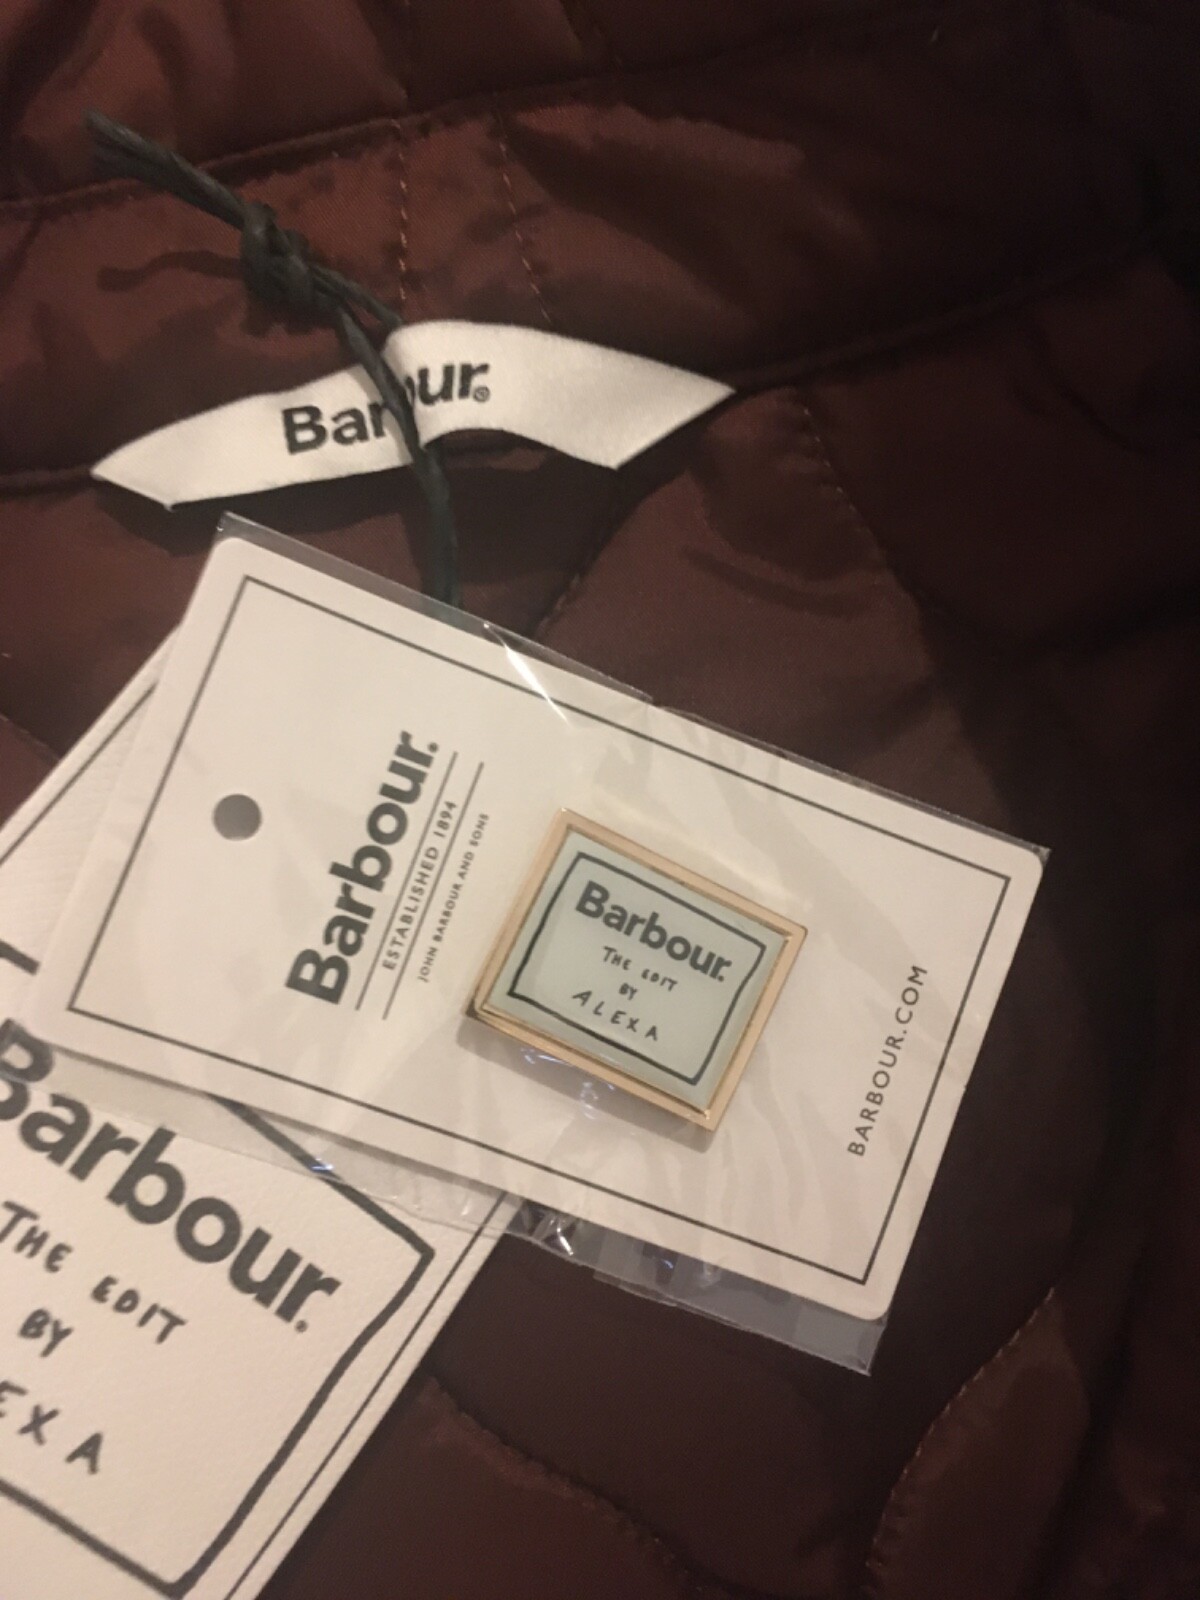 Barbour.
Barbour.
ESTABLISHED 1894
JOHN BARBOUR AND SONS
Barbour.
THE EDIT
BY
ALEXA
BARBOUR.COM
Barbour.
THE EDIT
BY
EXA